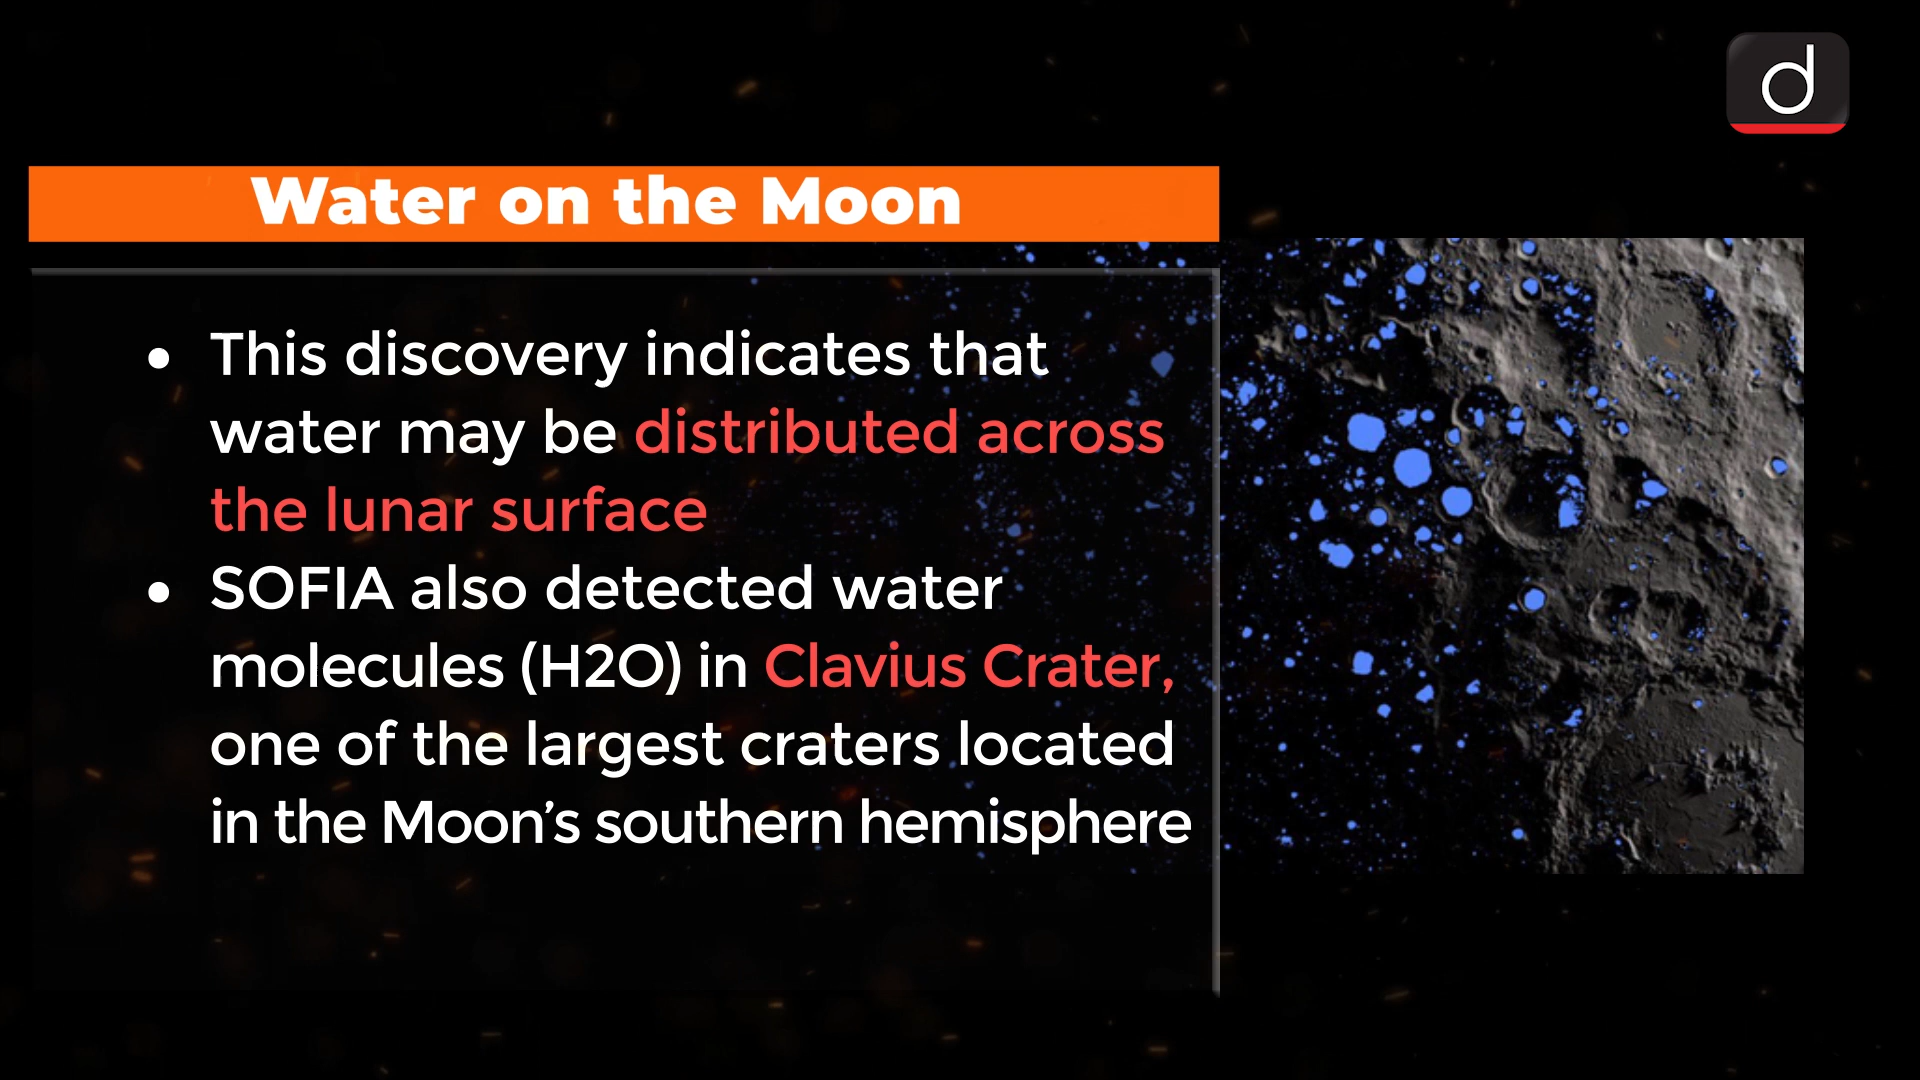 d
Water on the Moon
• This discovery indicates that
water may be distributed across
the lunar surface
• SOFIA also detected water
molecules (H2O) in Clavius Crater,
one of the largest craters located
in the Moon’s southern hemisphere